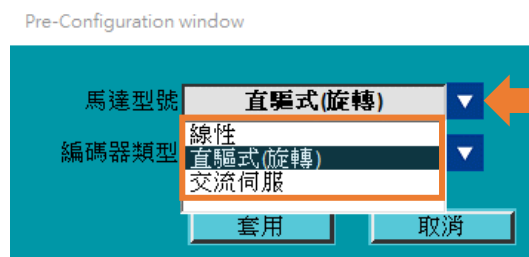 Pre-Configuration window
馬達型號 直驅式(旋轉)
線性
編碼器類型 直驅式(旋轉)
交流伺服
套用 取消